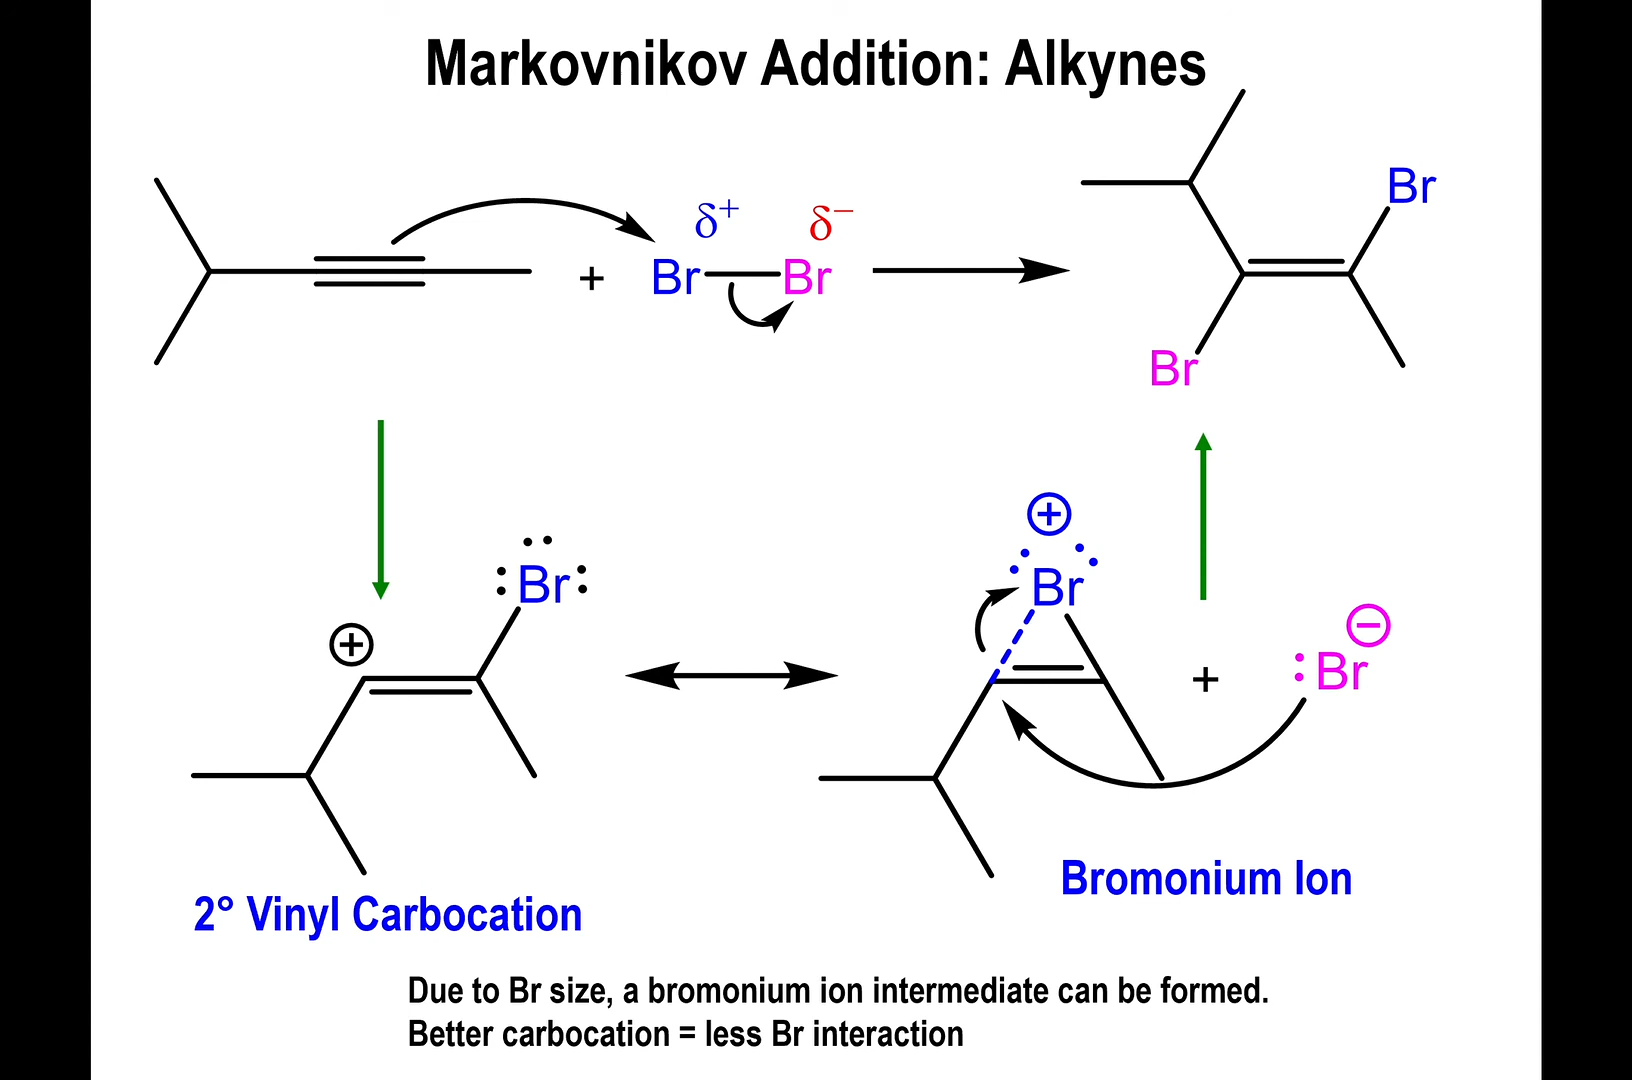 Markovnikov Addition: Alkynes
Br
δ+ δ−
+ Br Br
Br
+
Br
+ Br
+ Br −
2° Vinyl Carbocation
Bromonium Ion
Due to Br size, a bromonium ion intermediate can be formed.
Better carbocation = less Br interaction